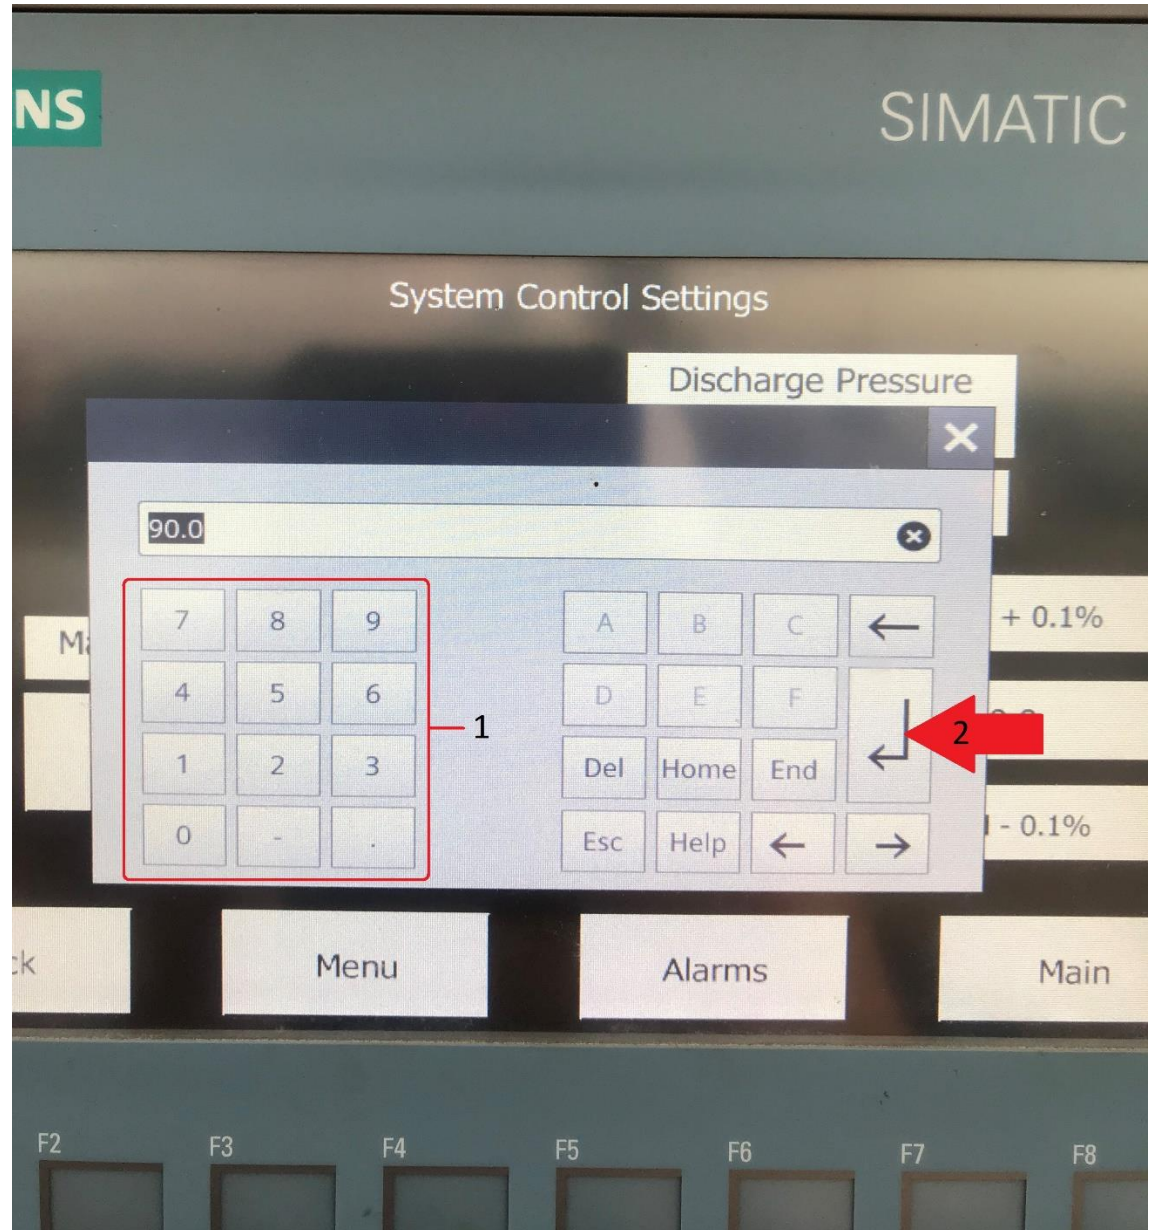 NS
SIMATIC
System Control Settings
Discharge Pressure
90.0
7 8 9 A B C
+ 0.1%
4 5 6 D E F
1
2
1 2 3 Del Home End
0 - . Esc Help
- 0.1%
Menu
Alarms
Main
F2 F3 F4 F5 F6 F7 F8